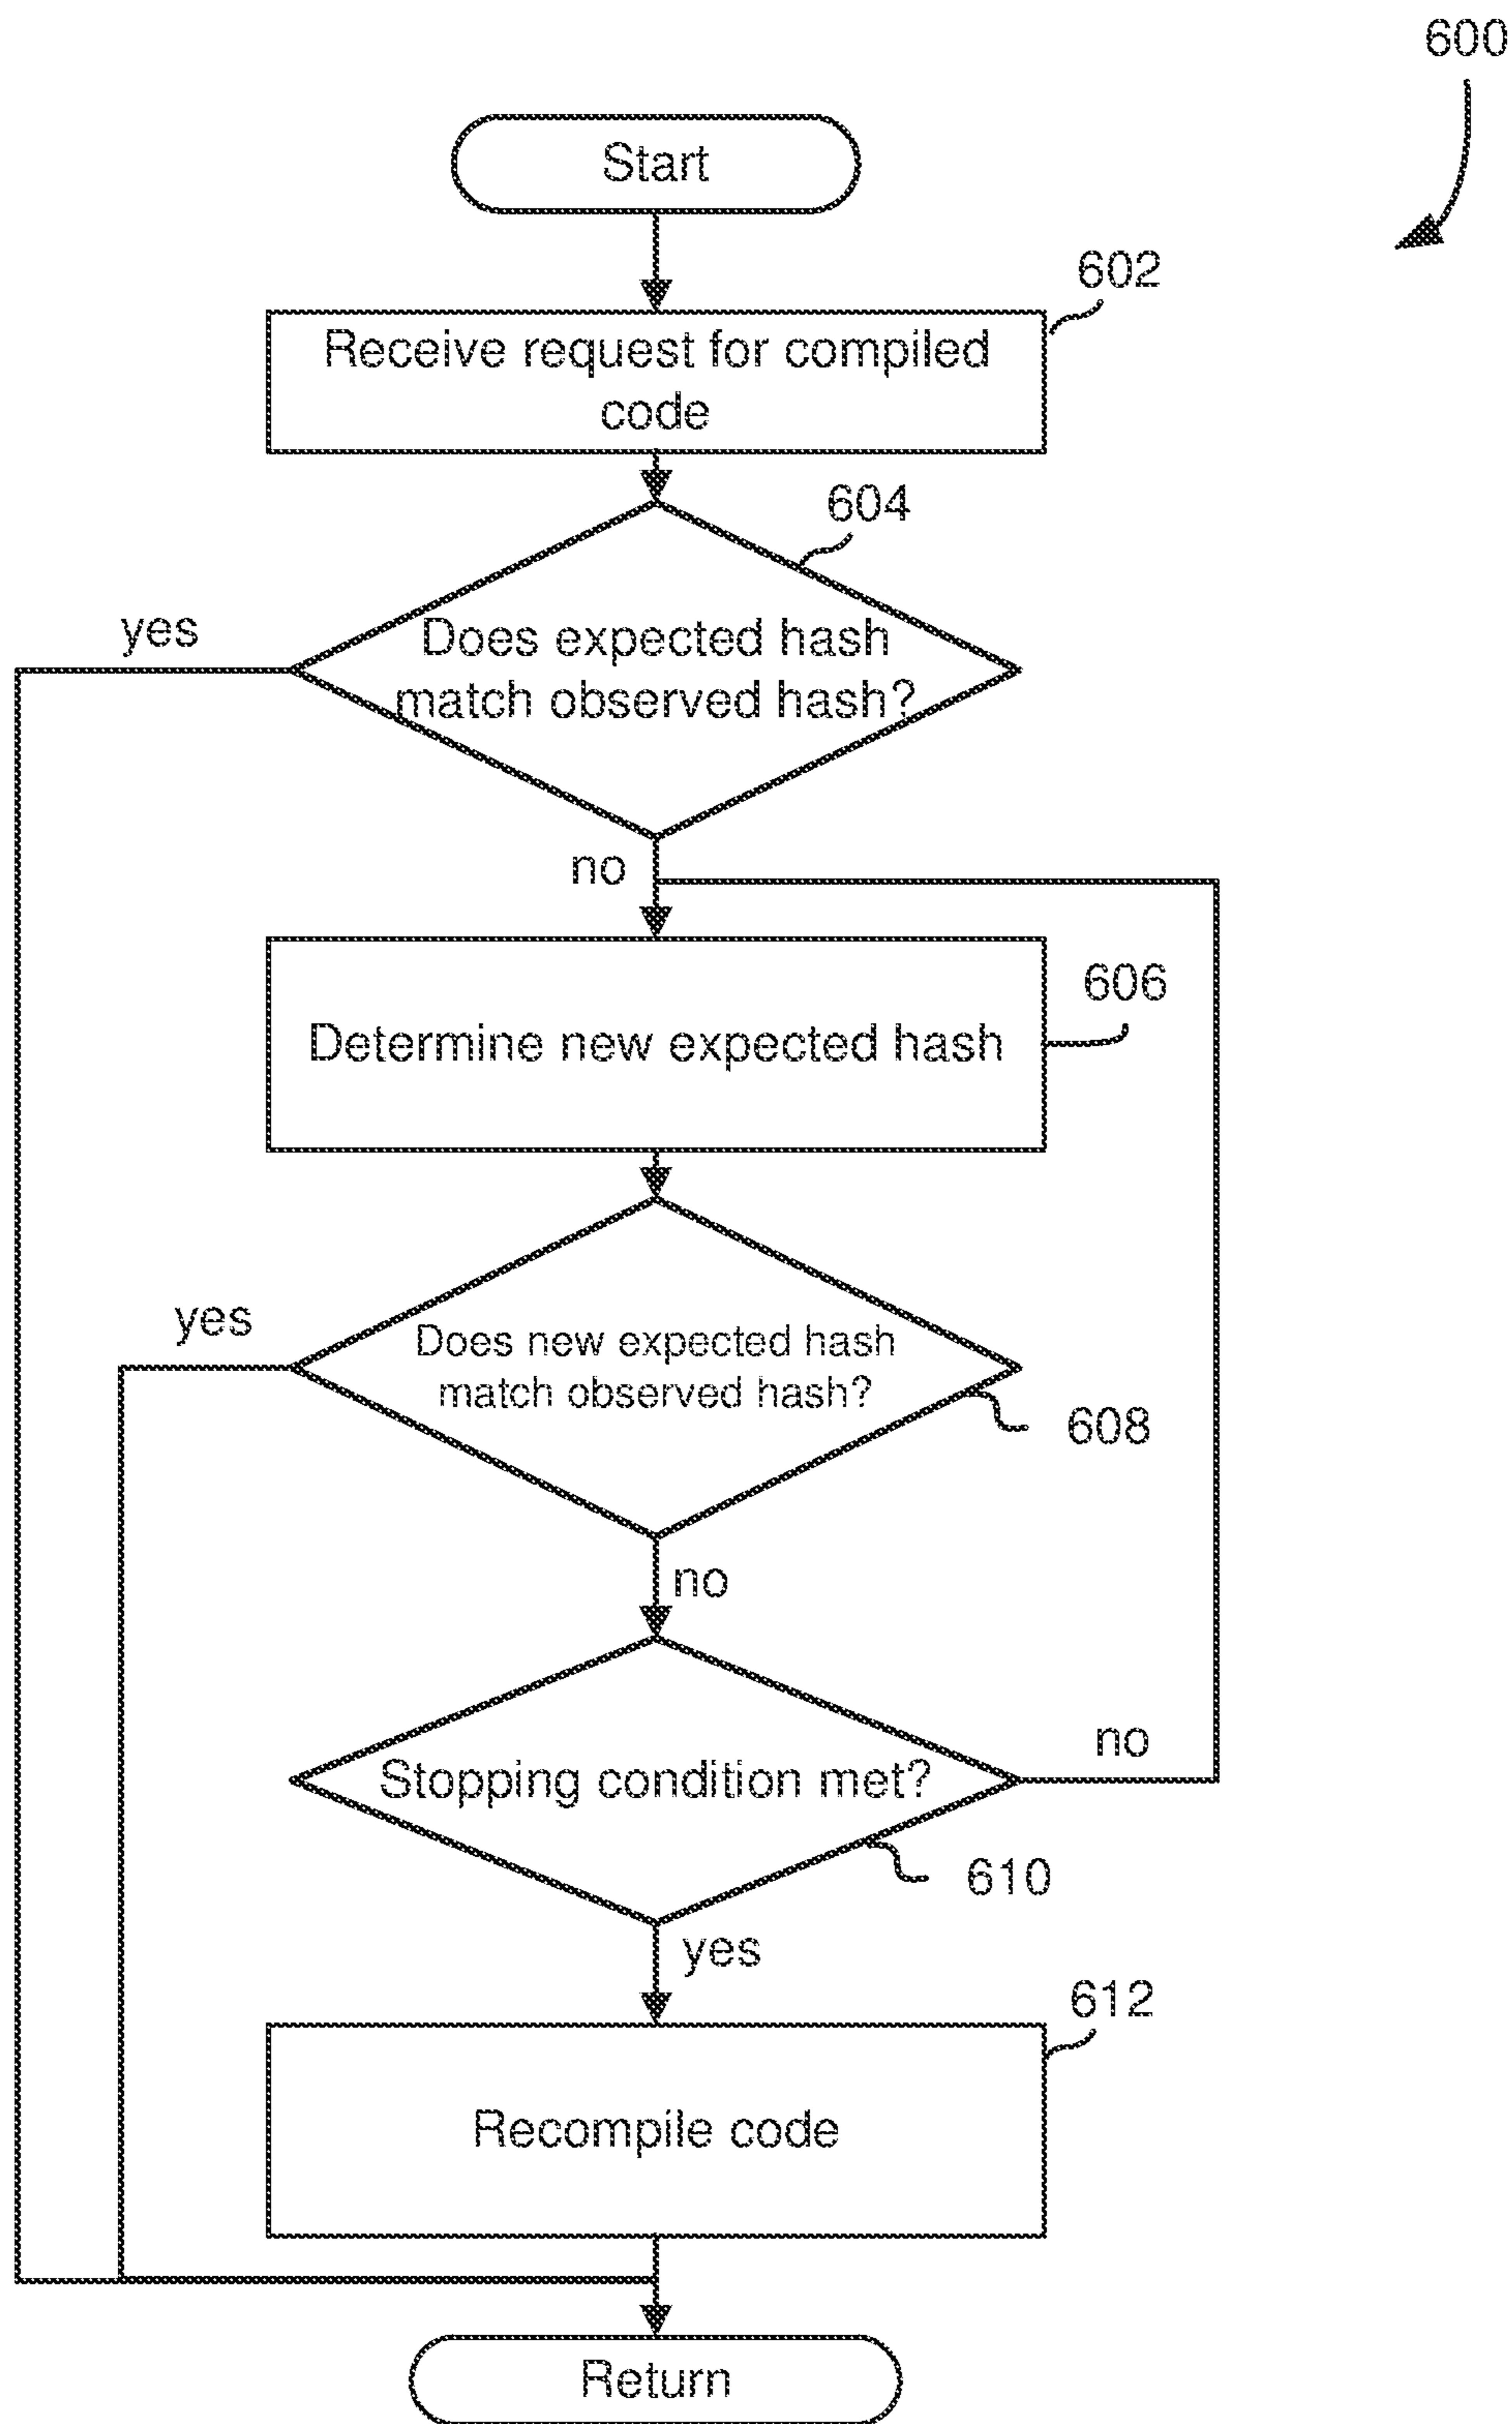 600
Start
602
Receive request for compiled
code
604
yes
Does expected hash
match observed hash?
no
606
Determine new expected hash
yes
Does new expected hash
match observed hash?
608
no
no
Stopping condition met?
610
yes
612
Recompile code
Return